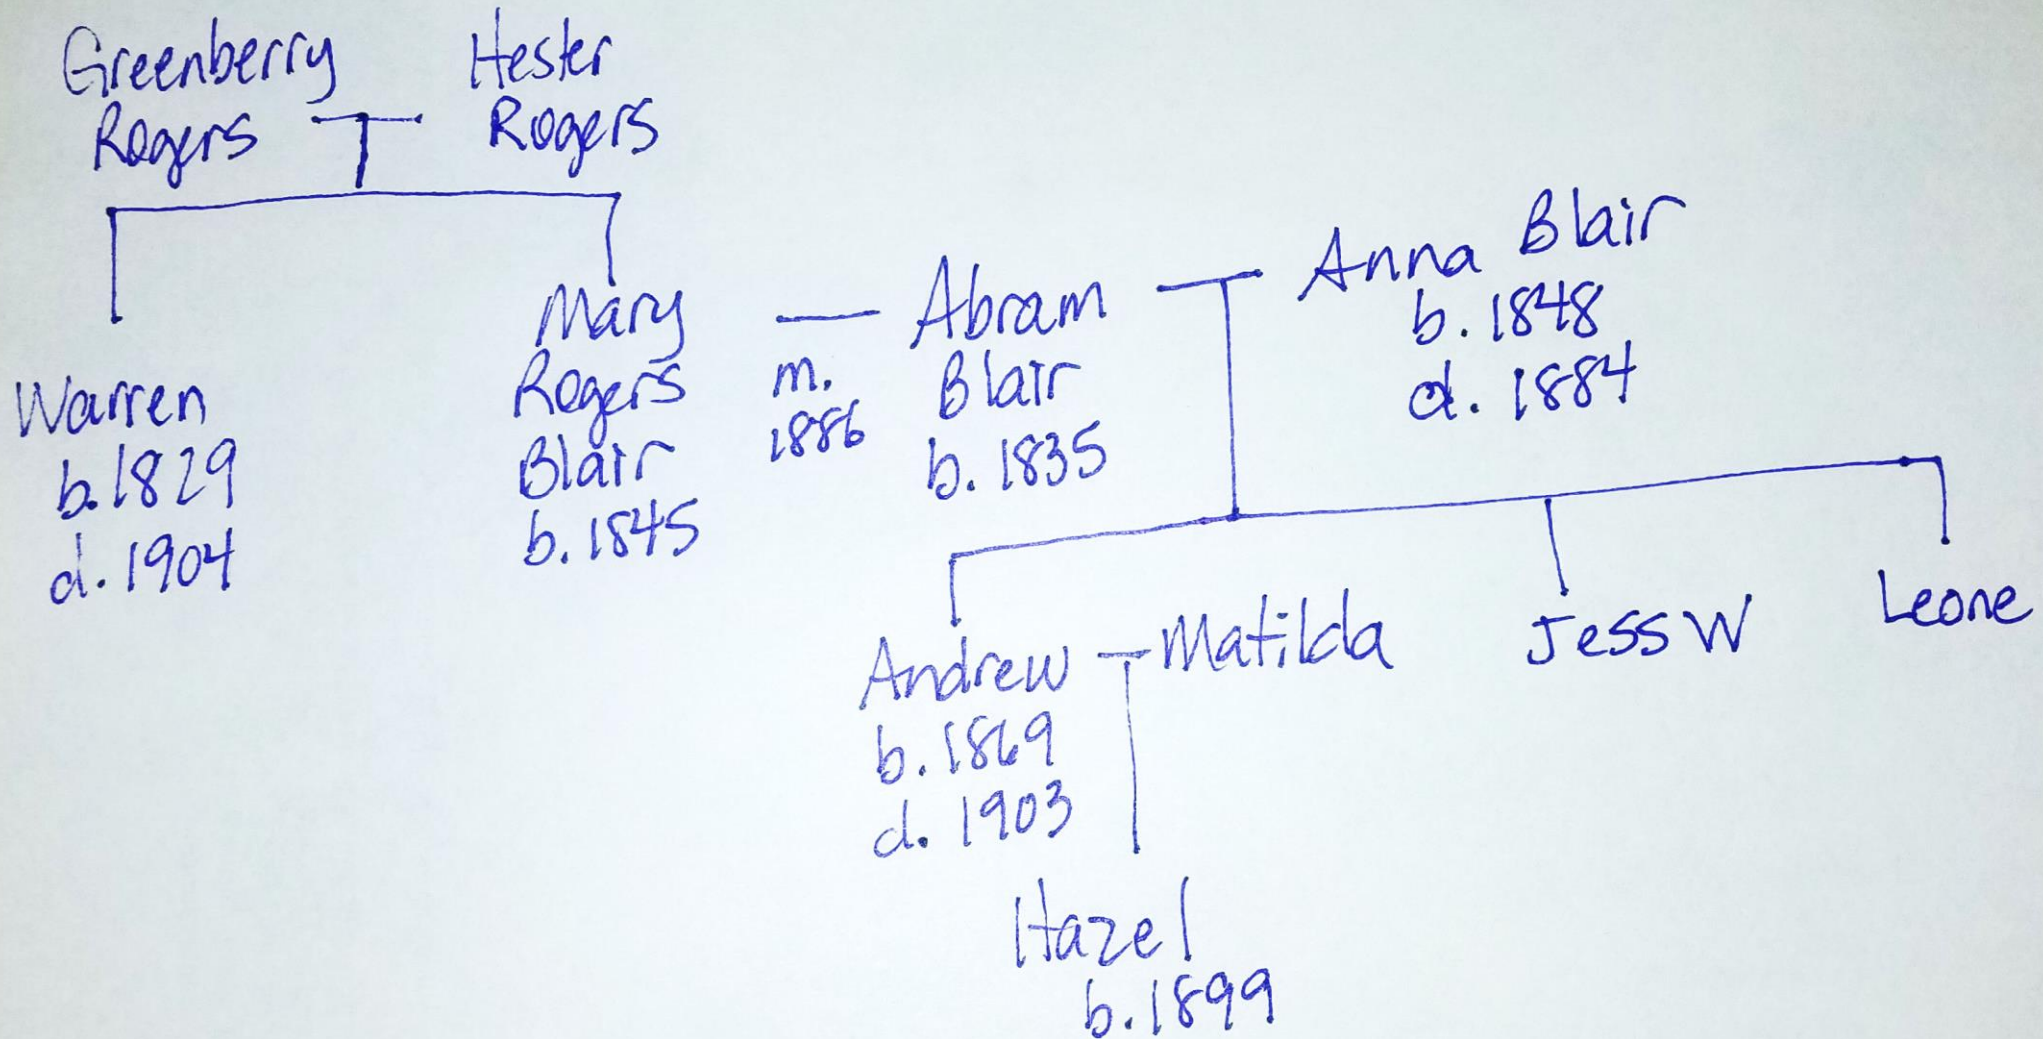 Greenberry
Rogers
Hester
Rogers
Warren
b. 1829
d. 1904
Mary
Rogers
Blair
b. 1845
m.
1886
Abram
Blair
b. 1835
Anna Blair
b. 1848
d. 1884
Andrew
b. 1869
d. 1903
Matilda
Jess W
Leone
Hazel
b. 1899